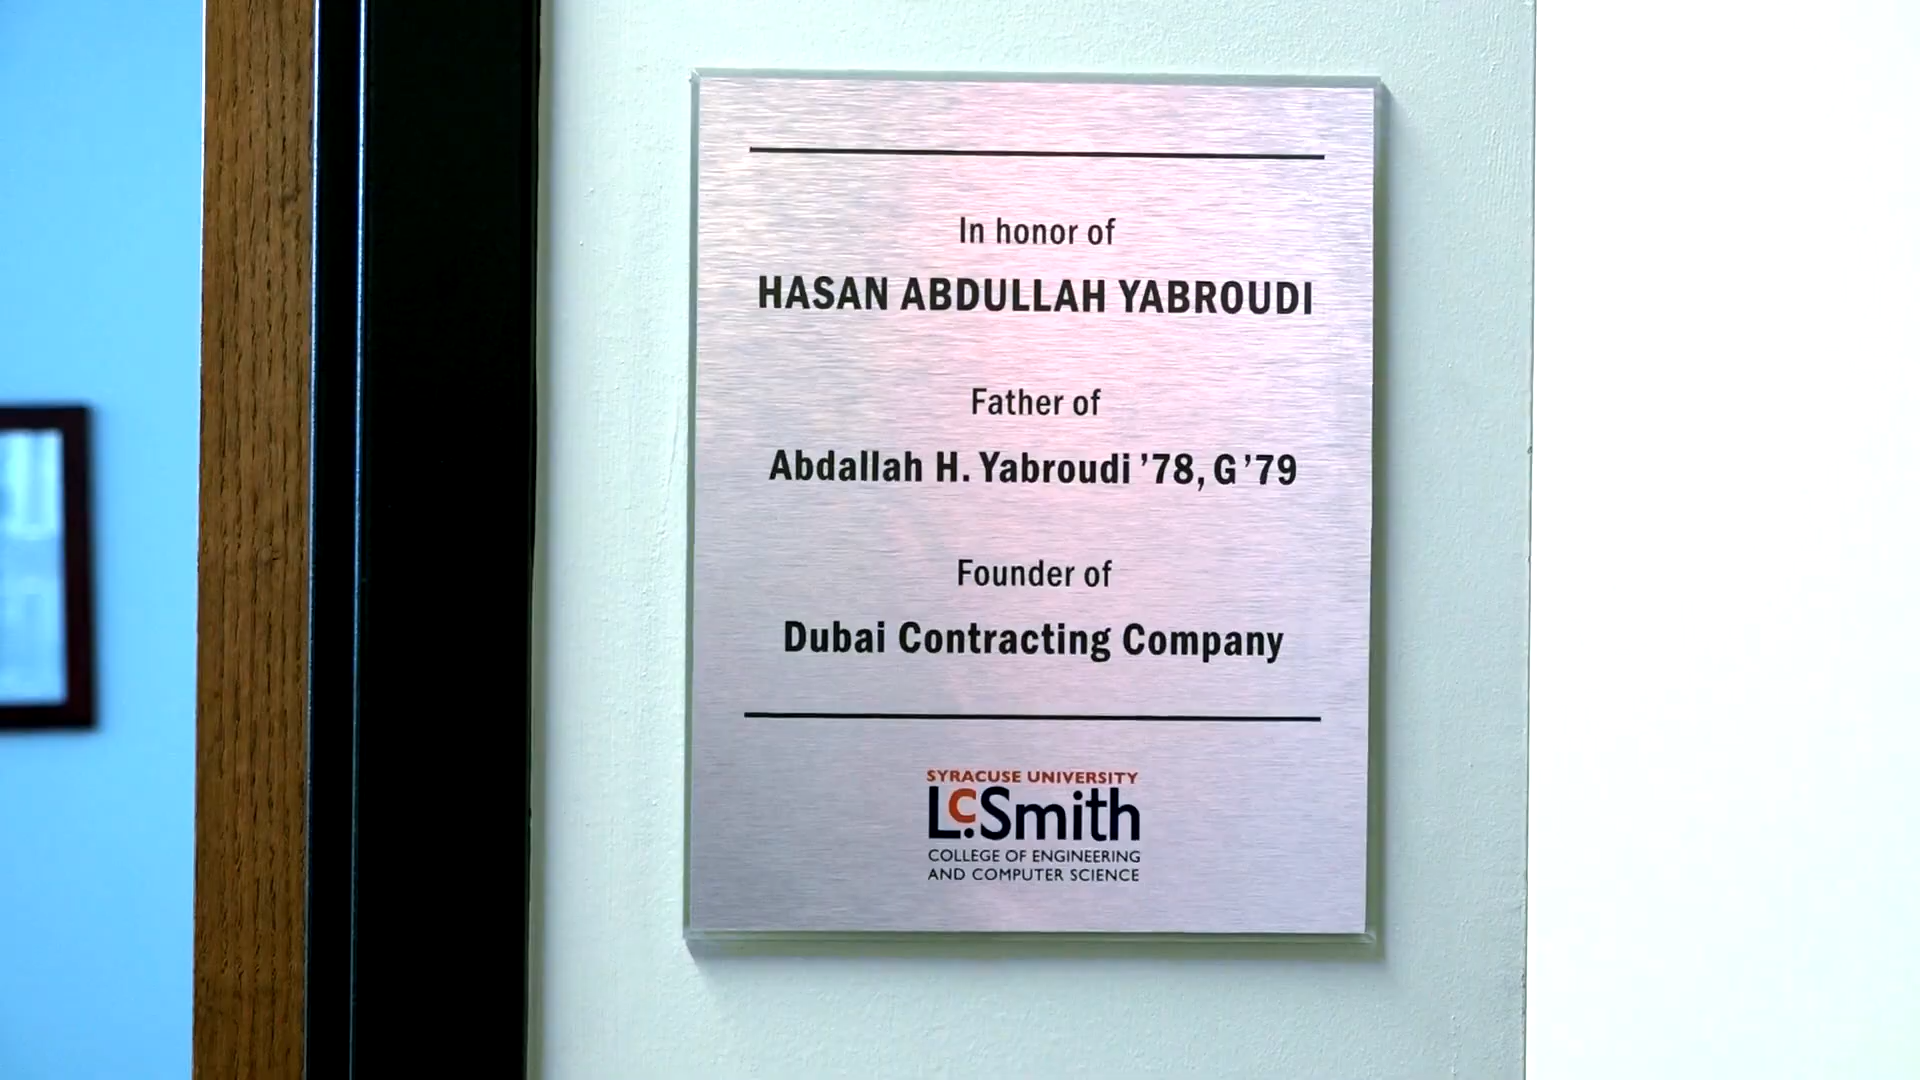 In honor of
HASAN ABDULLAH YABROUDI
Father of
Abdallah H. Yabroudi ’78, G ’79
Founder of
Dubai Contracting Company
SYRACUSE UNIVERSITY
L.C.Smith
COLLEGE OF ENGINEERING
AND COMPUTER SCIENCE